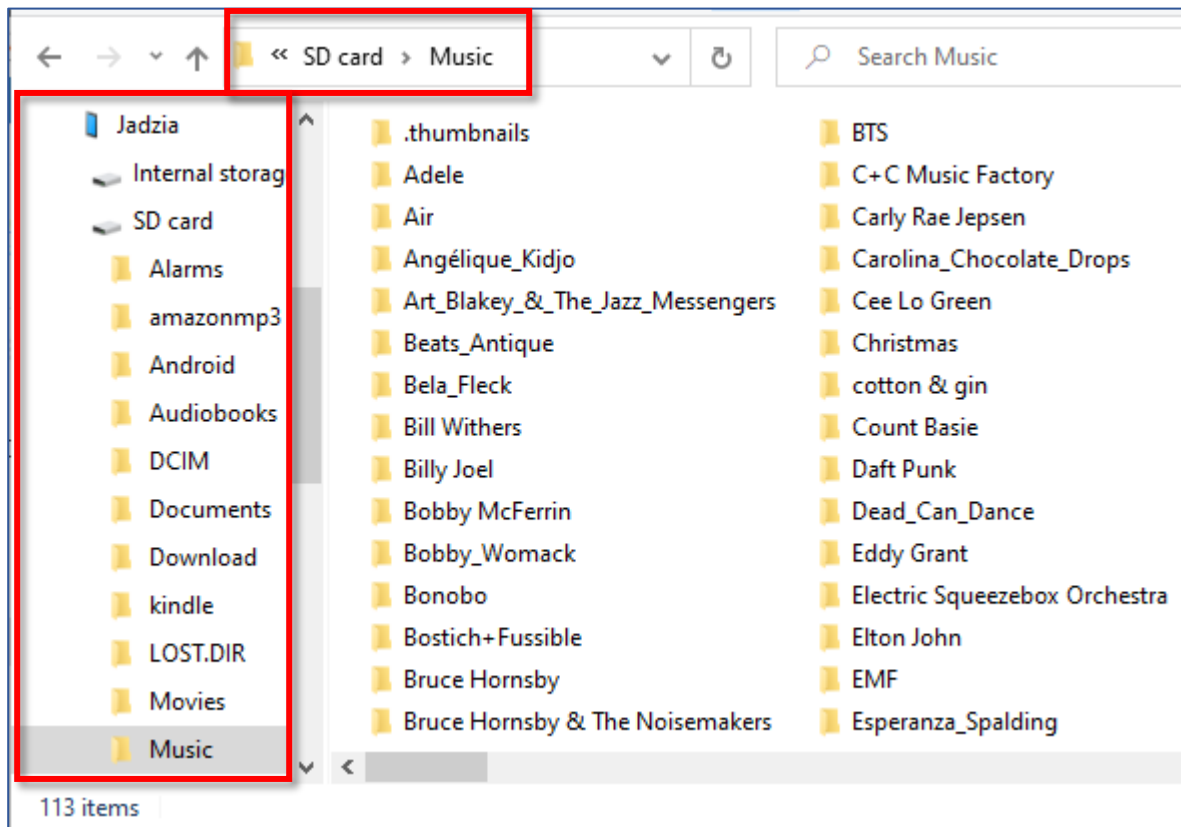 « SD card > Music
Search Music
Jadzia
Internal storag
SD card
Alarms
amazonmp3
Android
Audiobooks
DCIM
Documents
Download
kindle
LOST.DIR
Movies
Music
.thumbnails
Adele
Air
Angélique_Kidjo
Art_Blakey_&_The_Jazz_Messengers
Beats_Antique
Bela_Fleck
Bill Withers
Billy Joel
Bobby McFerrin
Bobby_Womack
Bonobo
Bostich+Fussible
Bruce Hornsby
Bruce Hornsby & The Noisemakers
BTS
C+C Music Factory
Carly Rae Jepsen
Carolina_Chocolate_Drops
Cee Lo Green
Christmas
cotton & gin
Count Basie
Daft Punk
Dead_Can_Dance
Eddy Grant
Electric Squeezebox Orchestra
Elton John
EMF
Esperanza_Spalding
113 items